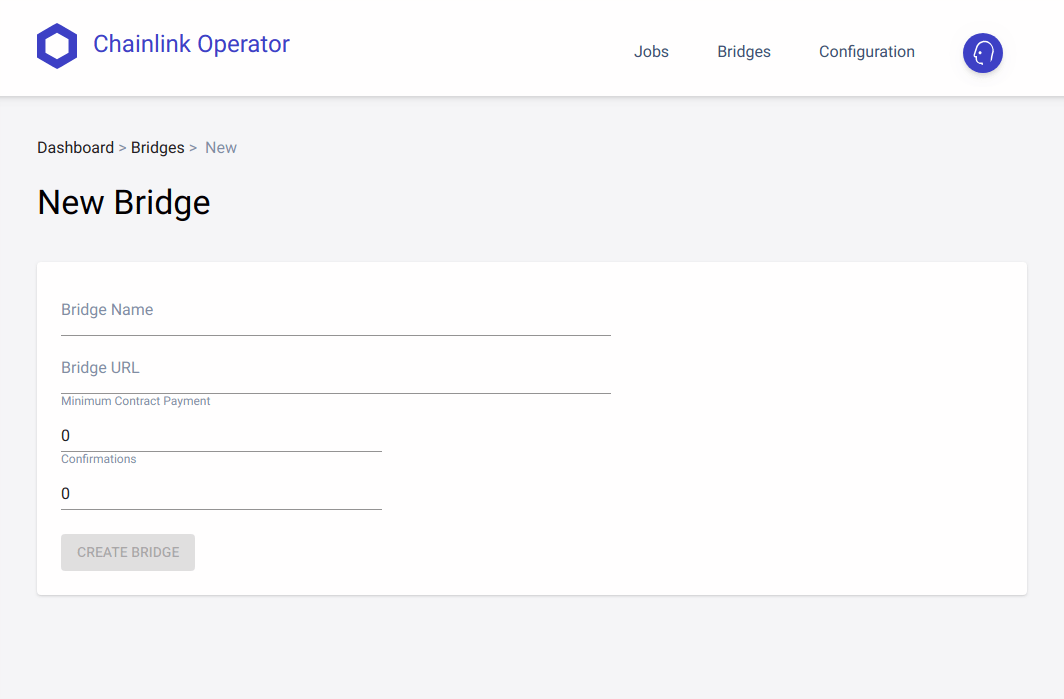 Chainlink Operator
Jobs Bridges Configuration
Dashboard > Bridges > New
New Bridge
Bridge Name
Bridge URL
Minimum Contract Payment
0
Confirmations
0
CREATE BRIDGE